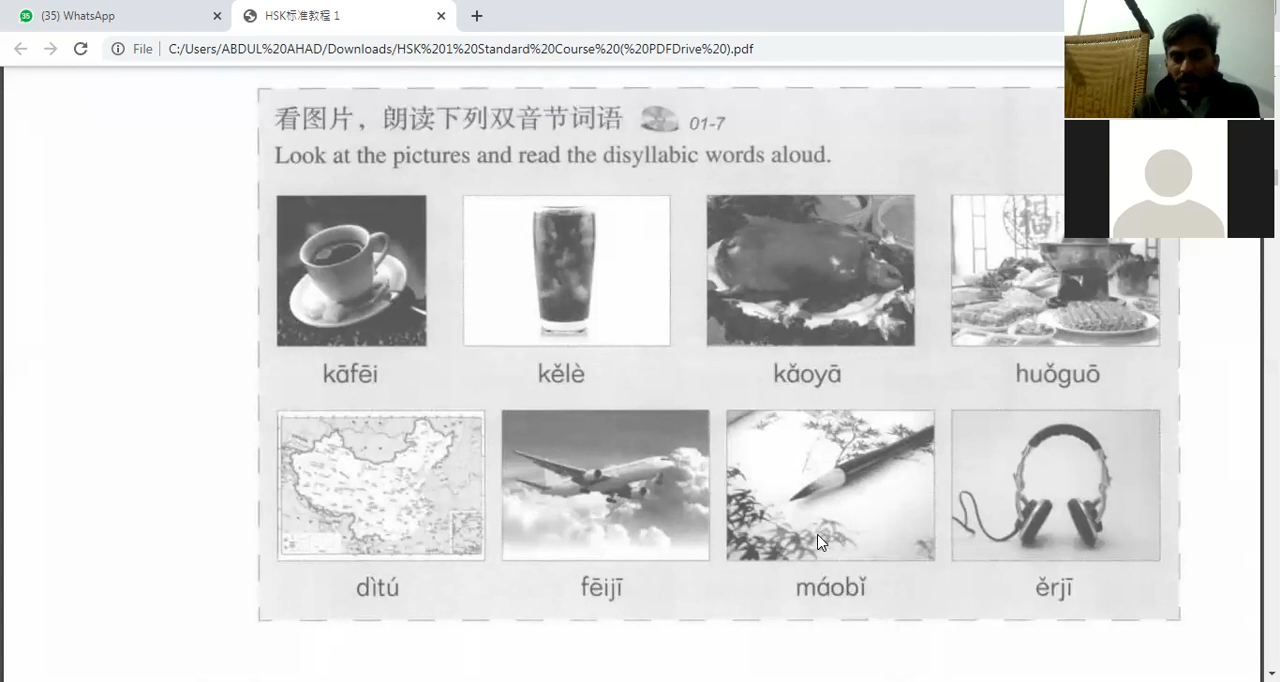 (35) WhatsApp
HSK标准教程 1
File C:/Users/ABDUL%20AHAD/Downloads/HSK%201%20Standard%20Course%20(%20PDFDrive%20).pdf
看图片，朗读下列双音节词语 01-7
Look at the pictures and read the disyllabic words aloud.
福
kāfēi kělè kǎoyā huǒguō
dìtú fēijī máobǐ ěrjī